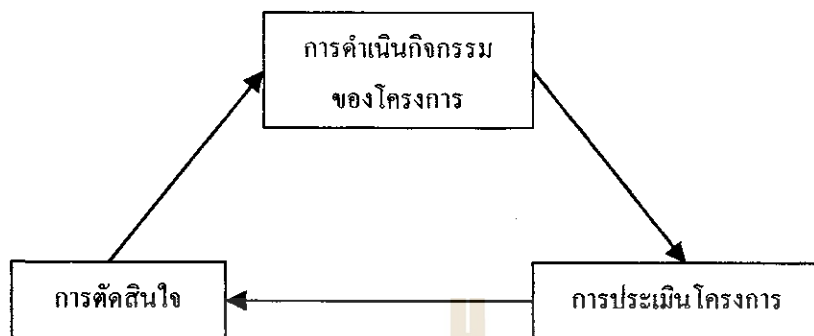 การดำเนินกิจกรรม
ของโครงการ
การตัดสินใจ
การประเมินโครงการ